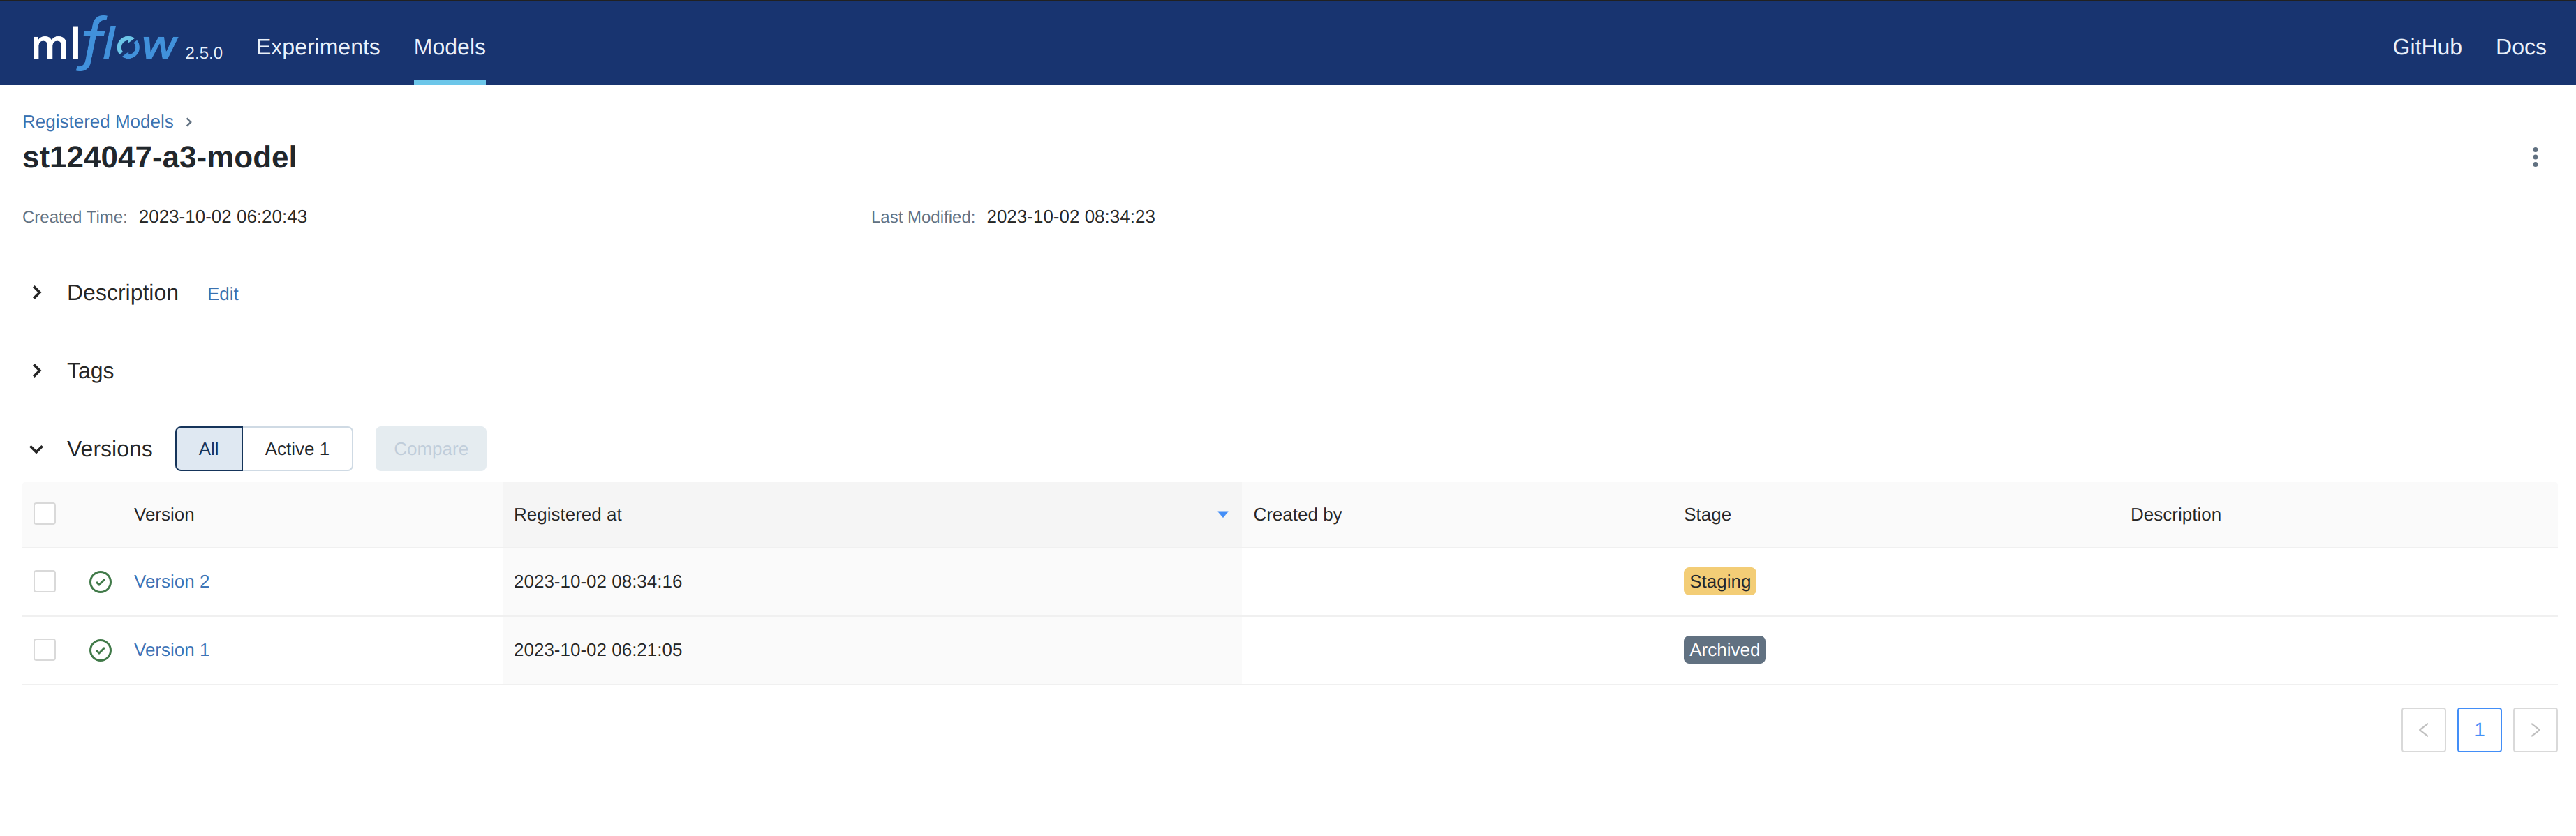 mlflow 2.5.0 Experiments Models GitHub Docs
Registered Models
st124047-a3-model
Created Time: 2023-10-02 06:20:43 Last Modified: 2023-10-02 08:34:23
Description Edit
Tags
Versions All Active 1 Compare
Version Registered at Created by Stage Description
Version 2 2023-10-02 08:34:16 Staging
Version 1 2023-10-02 06:21:05 Archived
1